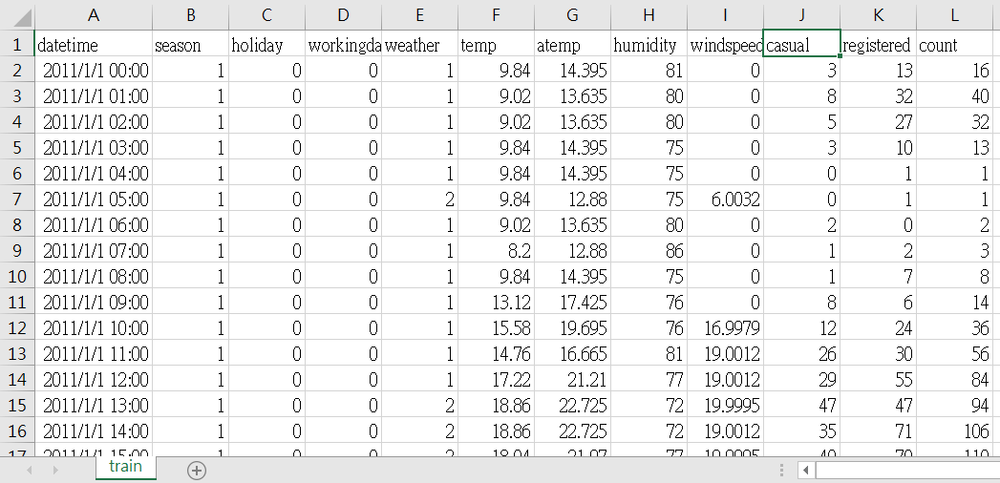 A B C D E F G H I J K L
1 datetime season holiday workingda weather temp atemp humidity windspeed casual registered count
2 2011/1/1 00:00 1 0 0 1 9.84 14.395 81 0 3 13 16
3 2011/1/1 01:00 1 0 0 1 9.02 13.635 80 0 8 32 40
4 2011/1/1 02:00 1 0 0 1 9.02 13.635 80 0 5 27 32
5 2011/1/1 03:00 1 0 0 1 9.84 14.395 75 0 3 10 13
6 2011/1/1 04:00 1 0 0 1 9.84 14.395 75 0 0 1 1
7 2011/1/1 05:00 1 0 0 2 9.84 12.88 75 6.0032 0 1 1
8 2011/1/1 06:00 1 0 0 1 9.02 13.635 80 0 2 0 2
9 2011/1/1 07:00 1 0 0 1 8.2 12.88 86 0 1 2 3
10 2011/1/1 08:00 1 0 0 1 9.84 14.395 75 0 1 7 8
11 2011/1/1 09:00 1 0 0 1 13.12 17.425 76 0 8 6 14
12 2011/1/1 10:00 1 0 0 1 15.58 19.695 76 16.9979 12 24 36
13 2011/1/1 11:00 1 0 0 1 14.76 16.665 81 19.0012 26 30 56
14 2011/1/1 12:00 1 0 0 1 17.22 21.21 77 19.0012 29 55 84
15 2011/1/1 13:00 1 0 0 2 18.86 22.725 72 19.9995 47 47 94
16 2011/1/1 14:00 1 0 0 2 18.86 22.725 72 19.0012 35 71 106
train